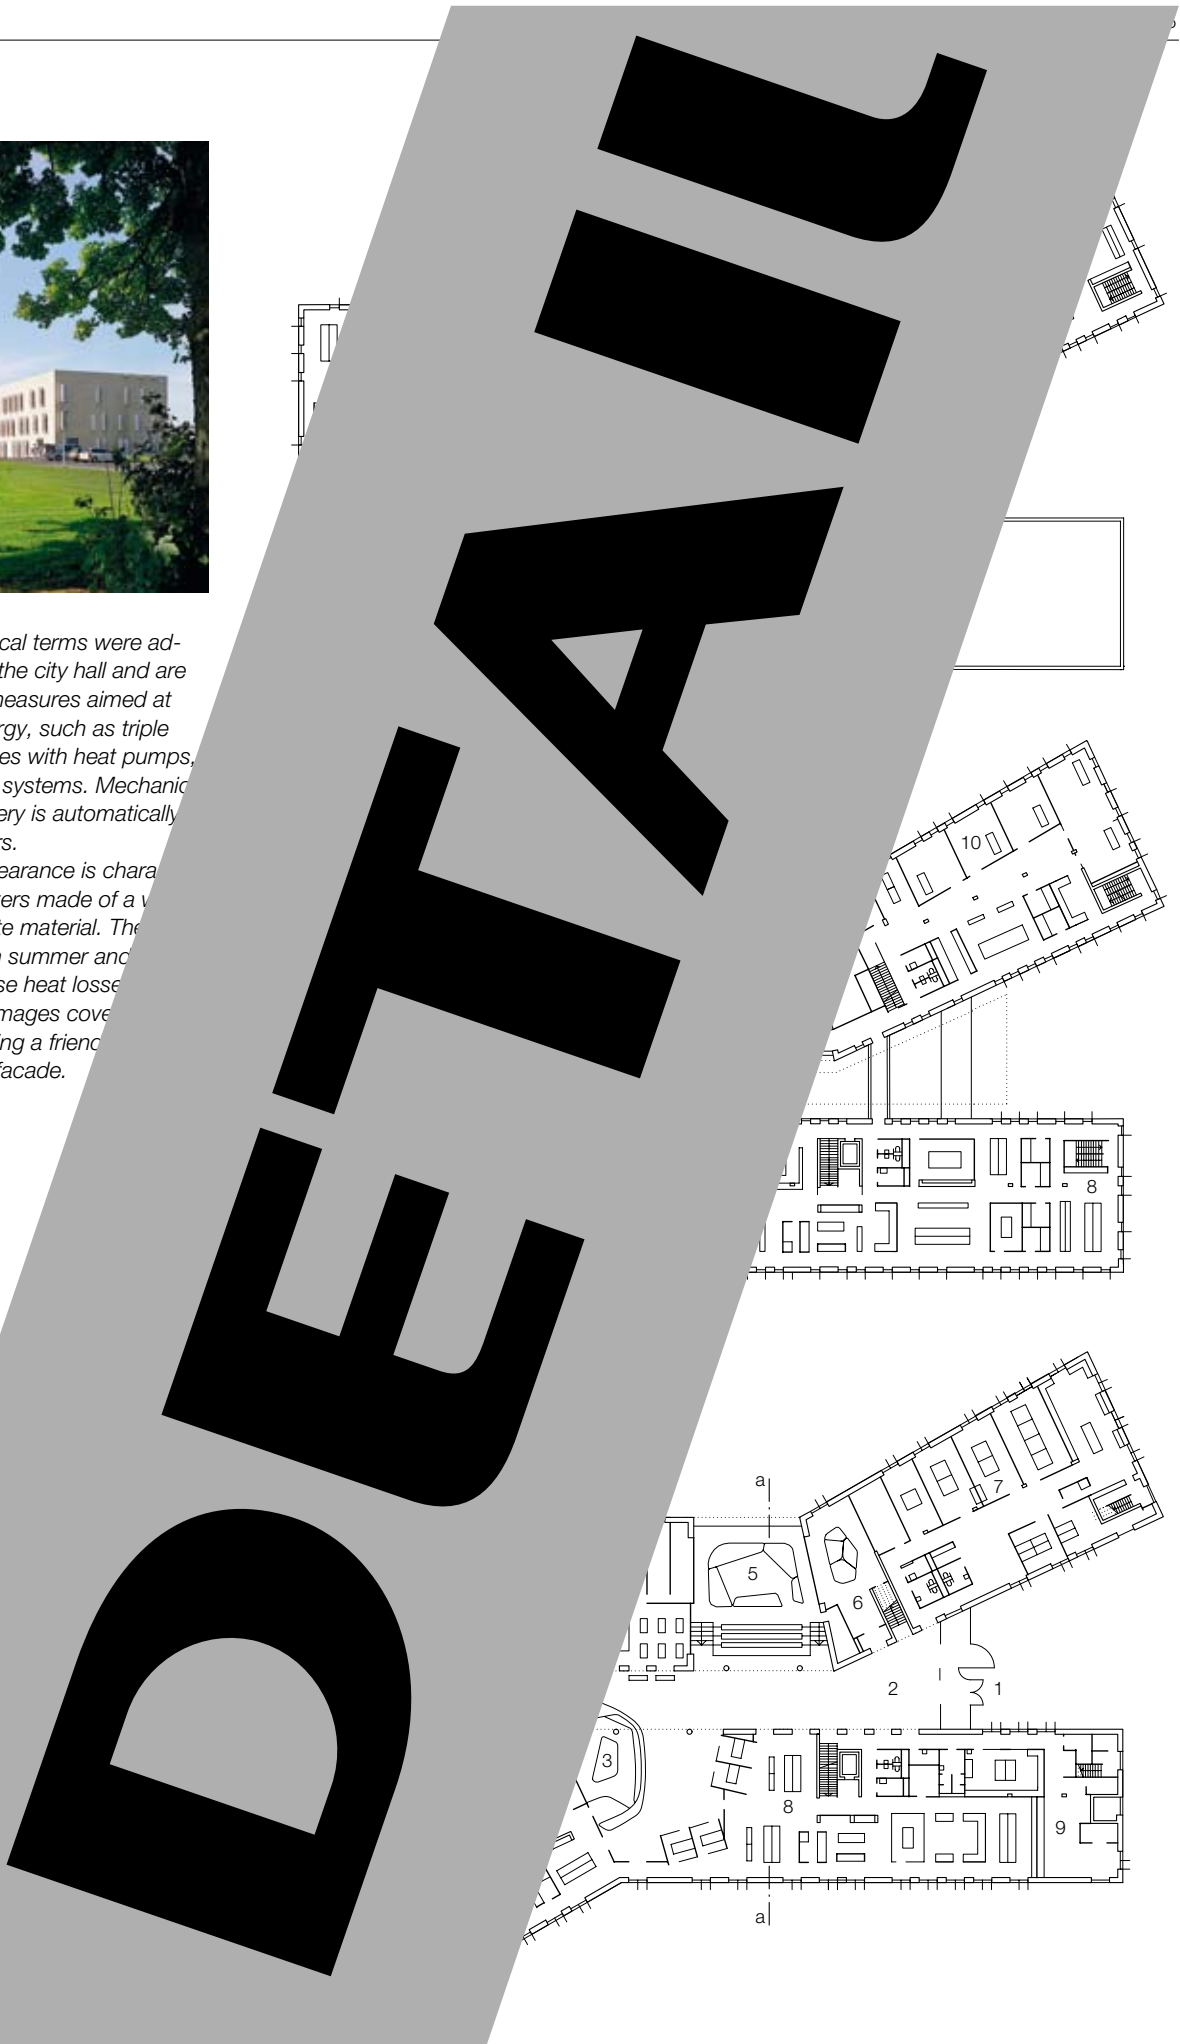 DETAIL
cal terms were ad-
the city hall and are
neasures aimed at
rgy, such as triple
es with heat pumps,
systems. Mechanic
ery is automatically
rs.
earance is chara
ers made of a
te material. The
summer and
se heat losse
mages cove
ing a friend
facade.
10
8
a
7
5
6
2 1
3
8
9
a